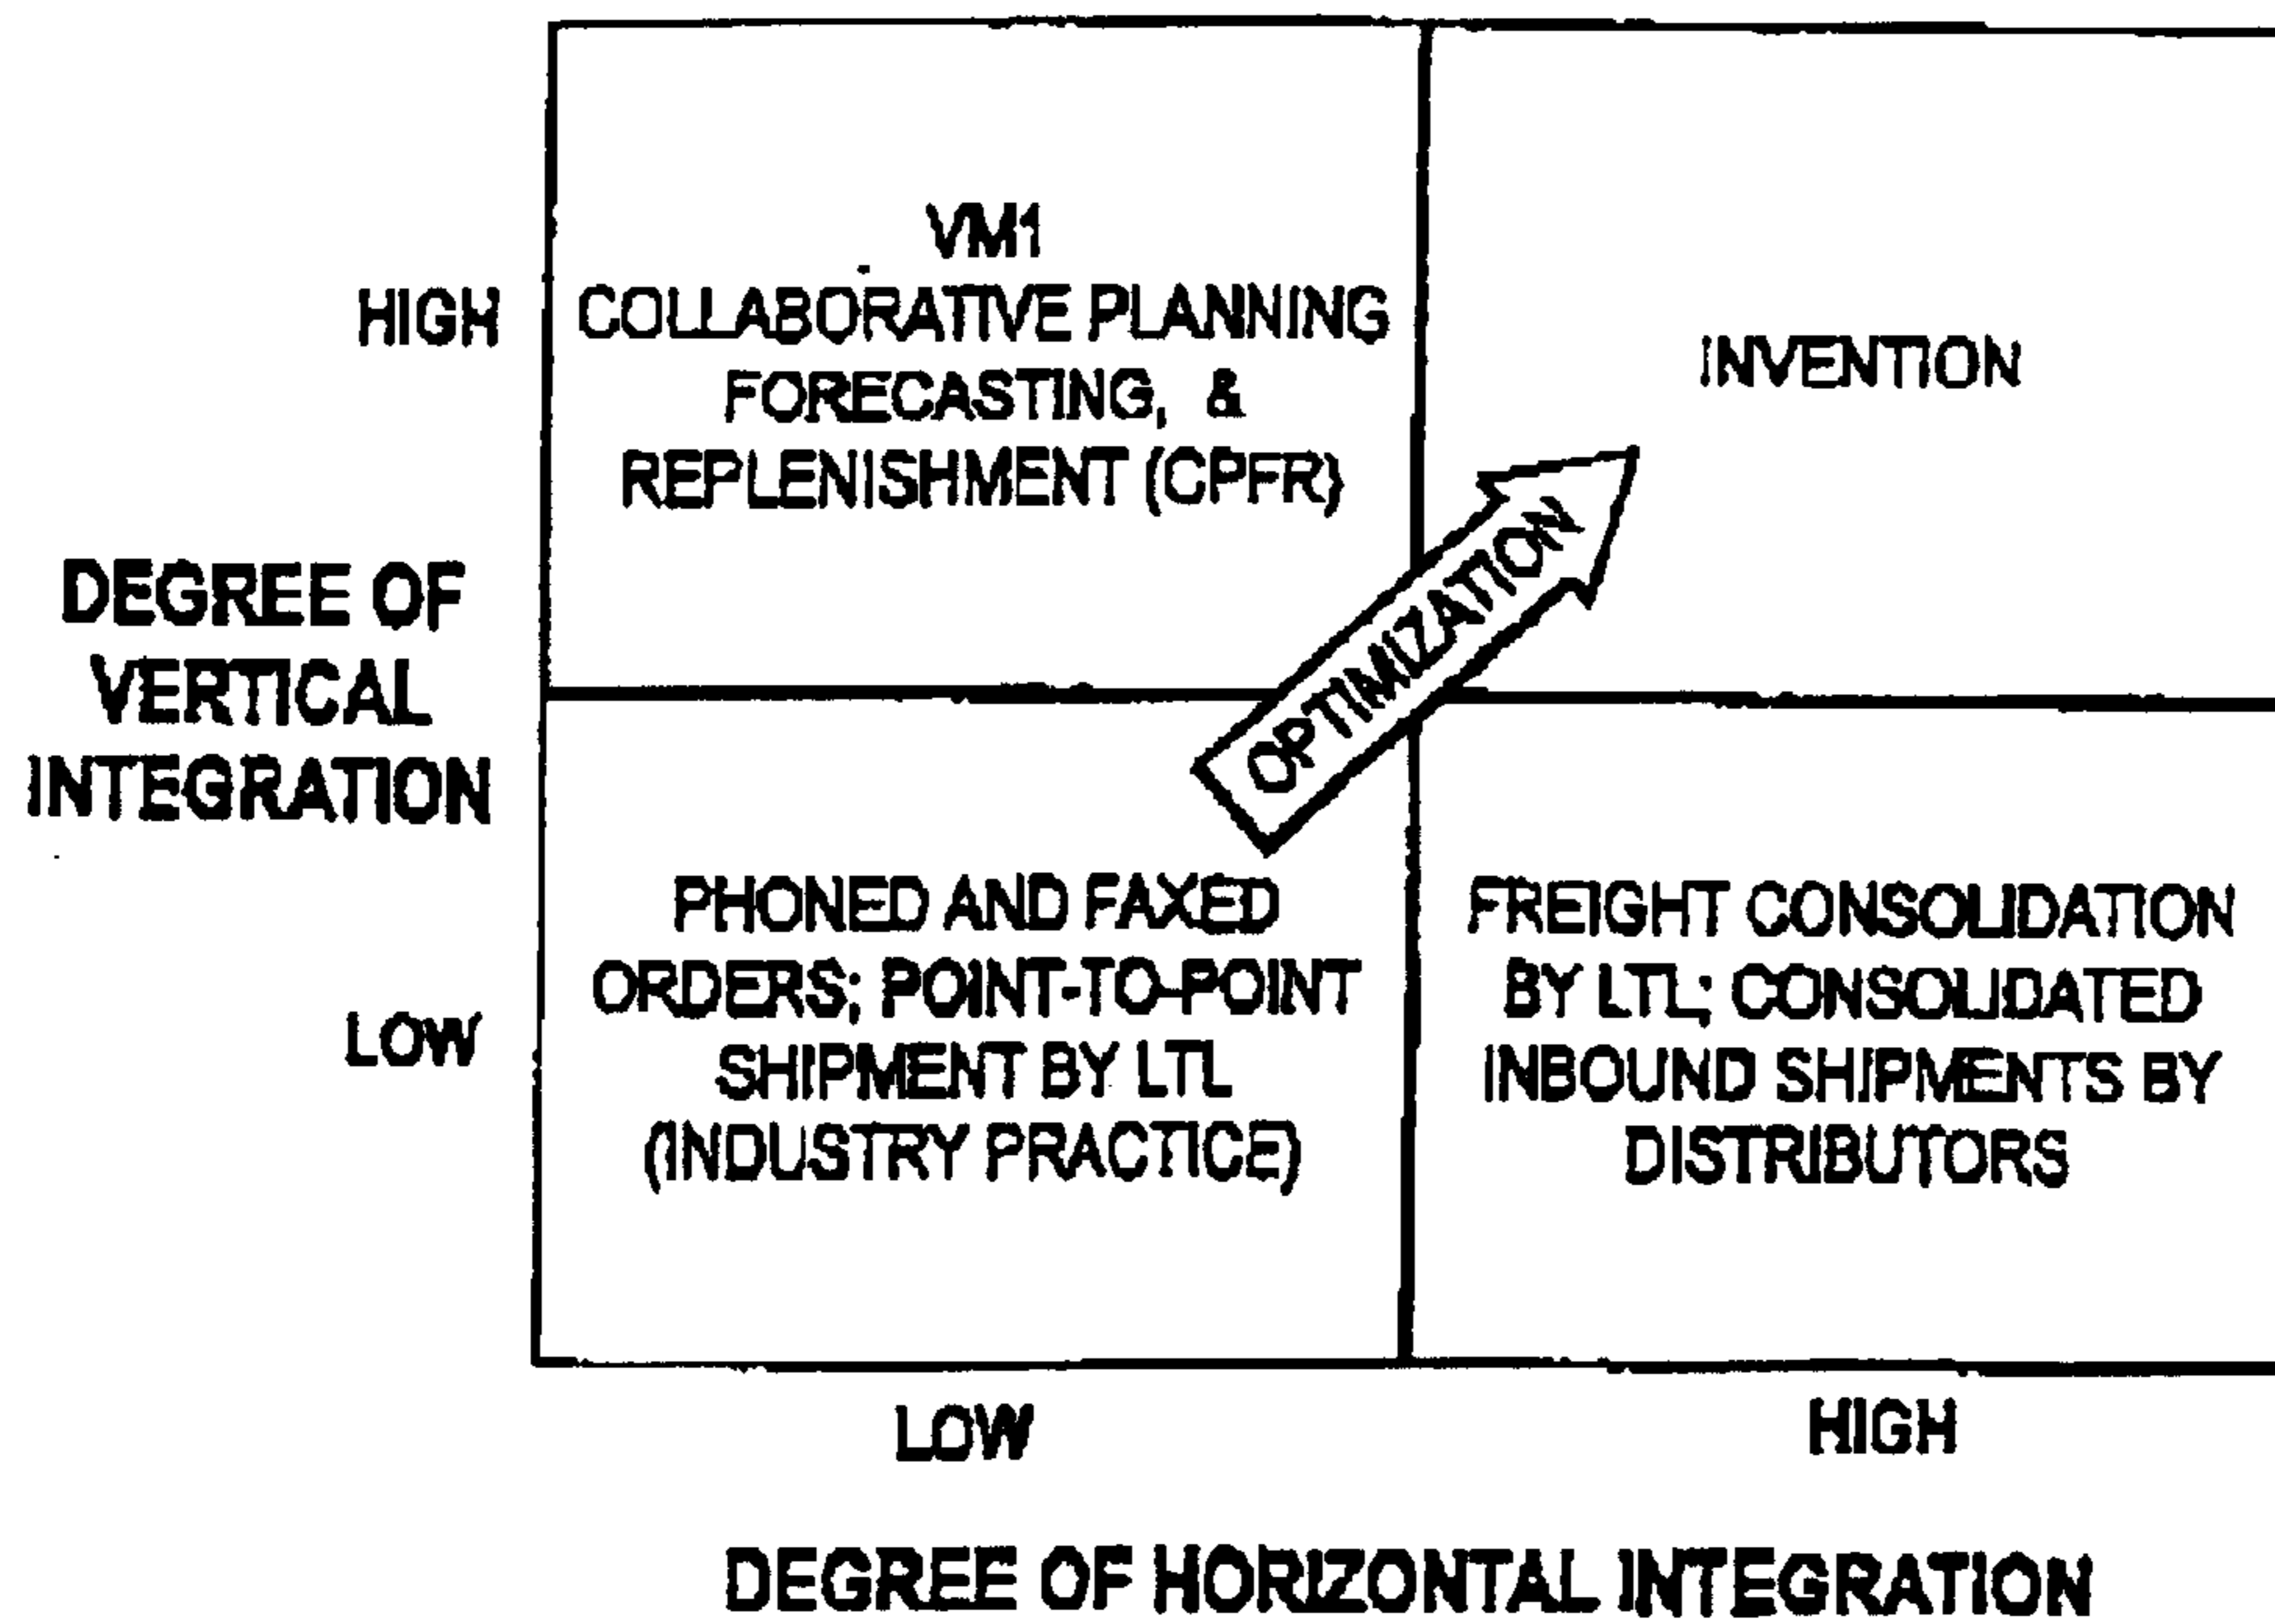 VM1
COLLABORATIVE PLANNING
FORECASTING, &
REPLENISHMENT (CPFR)
HIGH
INVENTION
OPTIMIZATION
DEGREE OF
VERTICAL
INTEGRATION
PHONED AND FAXED
ORDERS; POINT-TO-POINT
SHIPMENT BY LTL
(INDUSTRY PRACTICE)
LOW
FREIGHT CONSOLIDATION
BY LTL; CONSOLIDATED
INBOUND SHIPMENTS BY
DISTRIBUTORS
LOW
HIGH
DEGREE OF HORIZONTAL INTEGRATION